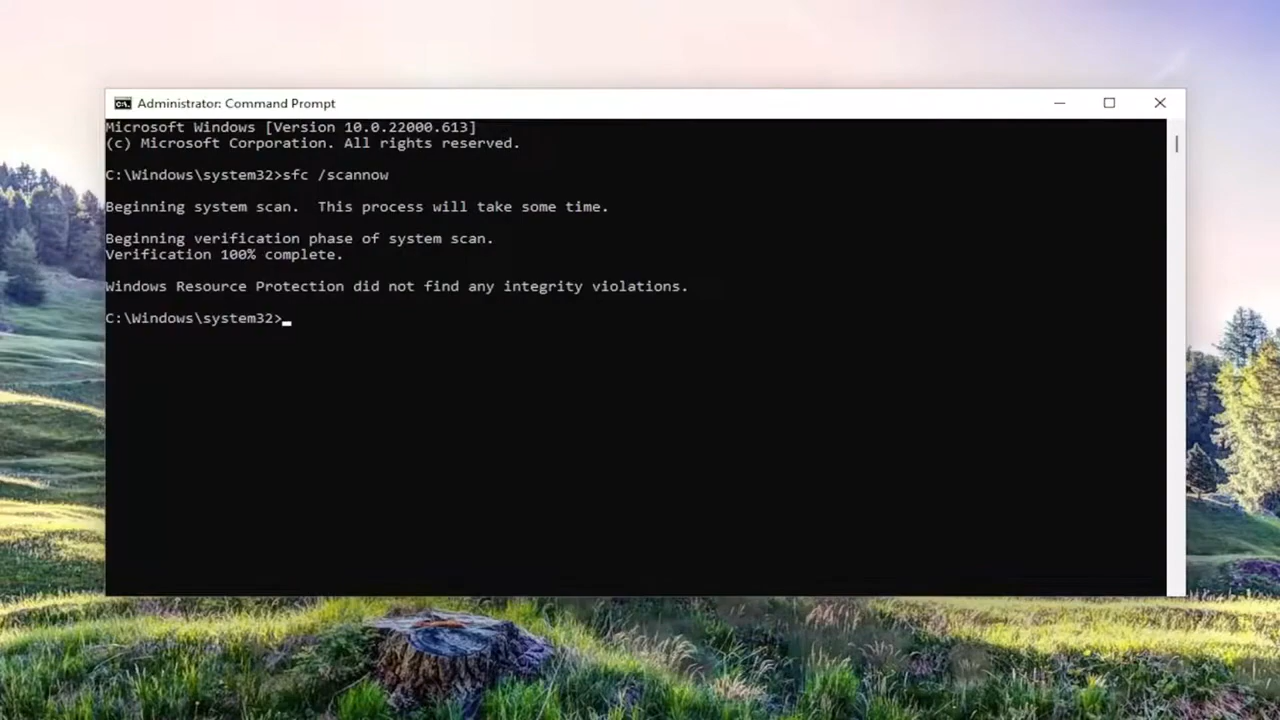 Administrator: Command Prompt
Microsoft Windows [Version 10.0.22000.613]
(c) Microsoft Corporation. All rights reserved.
C:\Windows\system32>sfc /scannow
Beginning system scan.  This process will take some time.
Beginning verification phase of system scan.
Verification 100% complete.
Windows Resource Protection did not find any integrity violations.
C:\Windows\system32>